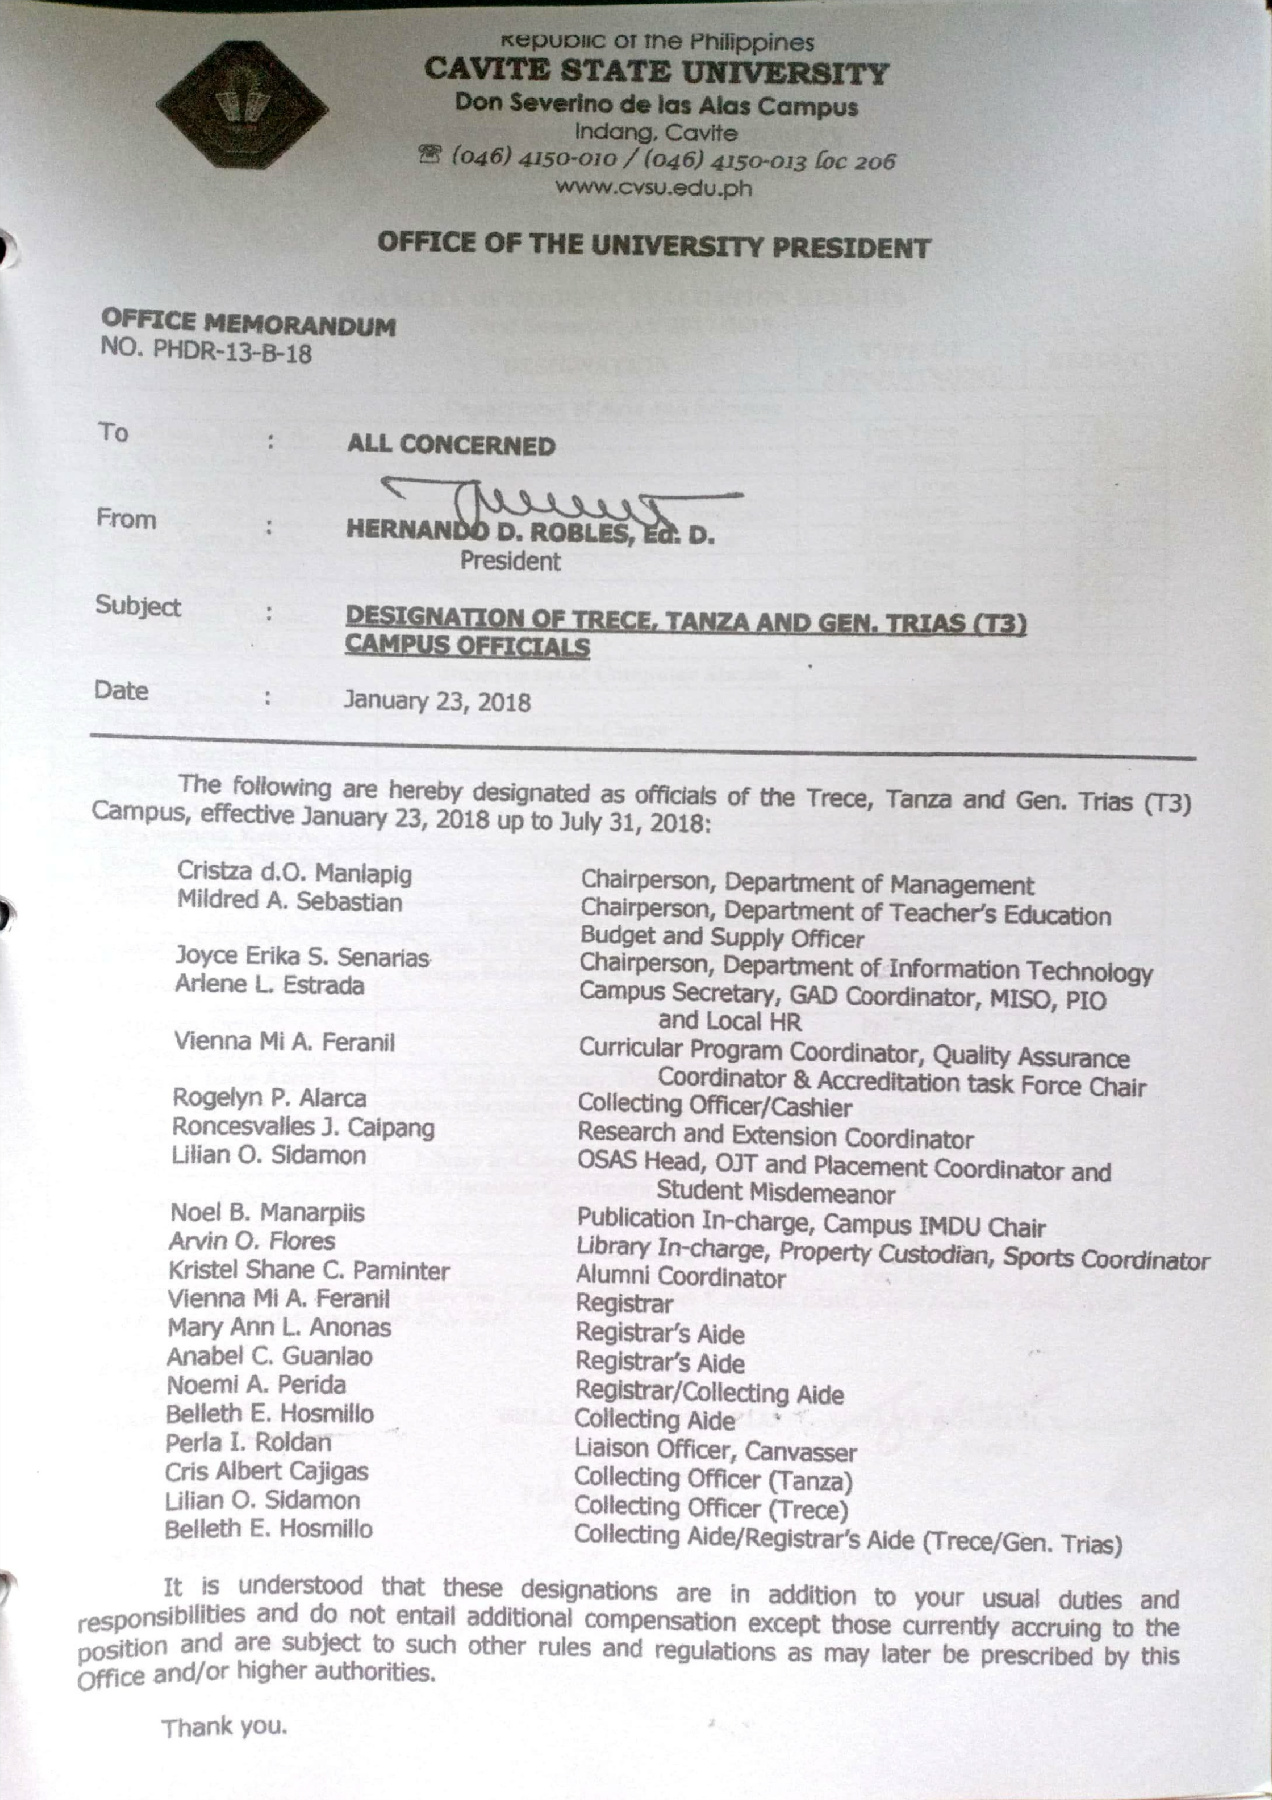 Republic of the Philippines
CAVITE STATE UNIVERSITY
Don Severino de las Alas Campus
Indang, Cavite
☏ (046) 4150-010 / (046) 4150-013 loc 206
www.cvsu.edu.ph
OFFICE OF THE UNIVERSITY PRESIDENT
OFFICE MEMORANDUM
NO. PHDR-13-B-18
To : ALL CONCERNED
From : HERNANDO D. ROBLES, Ed. D.
President
Subject : DESIGNATION OF TRECE, TANZA AND GEN. TRIAS (T3)
CAMPUS OFFICIALS
Date : January 23, 2018
The following are hereby designated as officials of the Trece, Tanza and Gen. Trias (T3)
Campus, effective January 23, 2018 up to July 31, 2018:
Cristza d.O. Manlapig Chairperson, Department of Management
Mildred A. Sebastian Chairperson, Department of Teacher's Education
Budget and Supply Officer
Joyce Erika S. Senarias Chairperson, Department of Information Technology
Arlene L. Estrada Campus Secretary, GAD Coordinator, MISO, PIO
and Local HR
Vienna Mi A. Feranil Curricular Program Coordinator, Quality Assurance
Coordinator & Accreditation task Force Chair
Rogelyn P. Alarca Collecting Officer/Cashier
Roncesvalles J. Caipang Research and Extension Coordinator
Lilian O. Sidamon OSAS Head, OJT and Placement Coordinator and
Student Misdemeanor
Noel B. Manarpiis Publication In-charge, Campus IMDU Chair
Arvin O. Flores Library In-charge, Property Custodian, Sports Coordinator
Kristel Shane C. Paminter Alumni Coordinator
Vienna Mi A. Feranil Registrar
Mary Ann L. Anonas Registrar's Aide
Anabel C. Guanlao Registrar's Aide
Noemi A. Perida Registrar/Collecting Aide
Belleth E. Hosmillo Collecting Aide
Perla I. Roldan Liaison Officer, Canvasser
Cris Albert Cajigas Collecting Officer (Tanza)
Lilian O. Sidamon Collecting Officer (Trece)
Belleth E. Hosmillo Collecting Aide/Registrar's Aide (Trece/Gen. Trias)
It is understood that these designations are in addition to your usual duties and
responsibilities and do not entail additional compensation except those currently accruing to the
position and are subject to such other rules and regulations as may later be prescribed by this
Office and/or higher authorities.
Thank you.